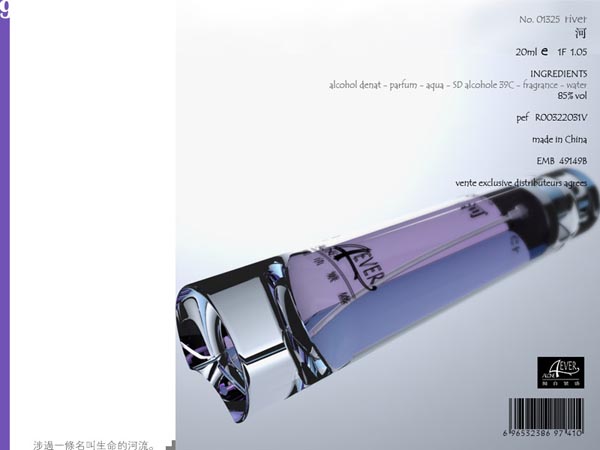 9
No. 01325 river
河
20ml e 1F 1.05
INGREDIENTS
alcohol denat - parfum - aqua - SD alcohole 39C - fragrance - water
85% vol
pef R00322031V
made in China
EMB 49149B
vente exclusive distributeurs agrees
4EVER
4EVER
6 96532386 97410
涉過一條名叫生命的河流。